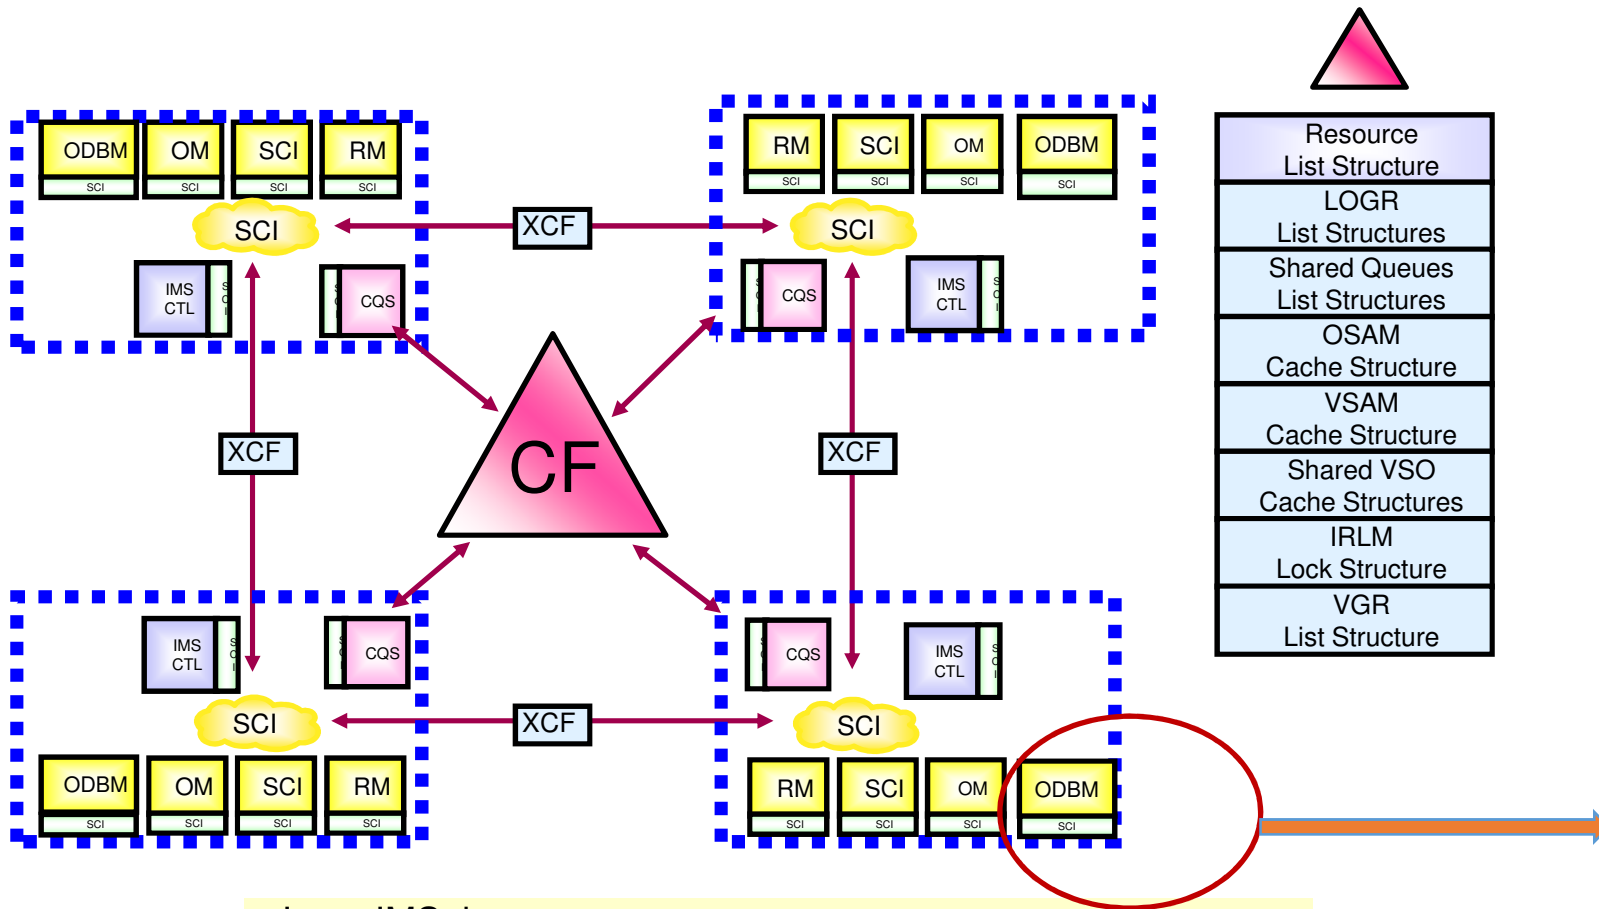 ODBM OM SCI RM
SCI SCI SCI SCI
SCI
IMS
CTL
CQS
XCF
RM SCI OM ODBM
SCI SCI SCI SCI
SCI
CQS
IMS
CTL
XCF
CF
XCF
IMS
CTL
CQS
SCI
ODBM OM SCI RM
SCI SCI SCI SCI
XCF
CQS
IMS
CTL
SCI
RM SCI OM ODBM
SCI SCI SCI SCI
Resource
List Structure
LOGR
List Structures
Shared Queues
List Structures
OSAM
Cache Structure
VSAM
Cache Structure
Shared VSO
Cache Structures
IRLM
Lock Structure
VGR
List Structure